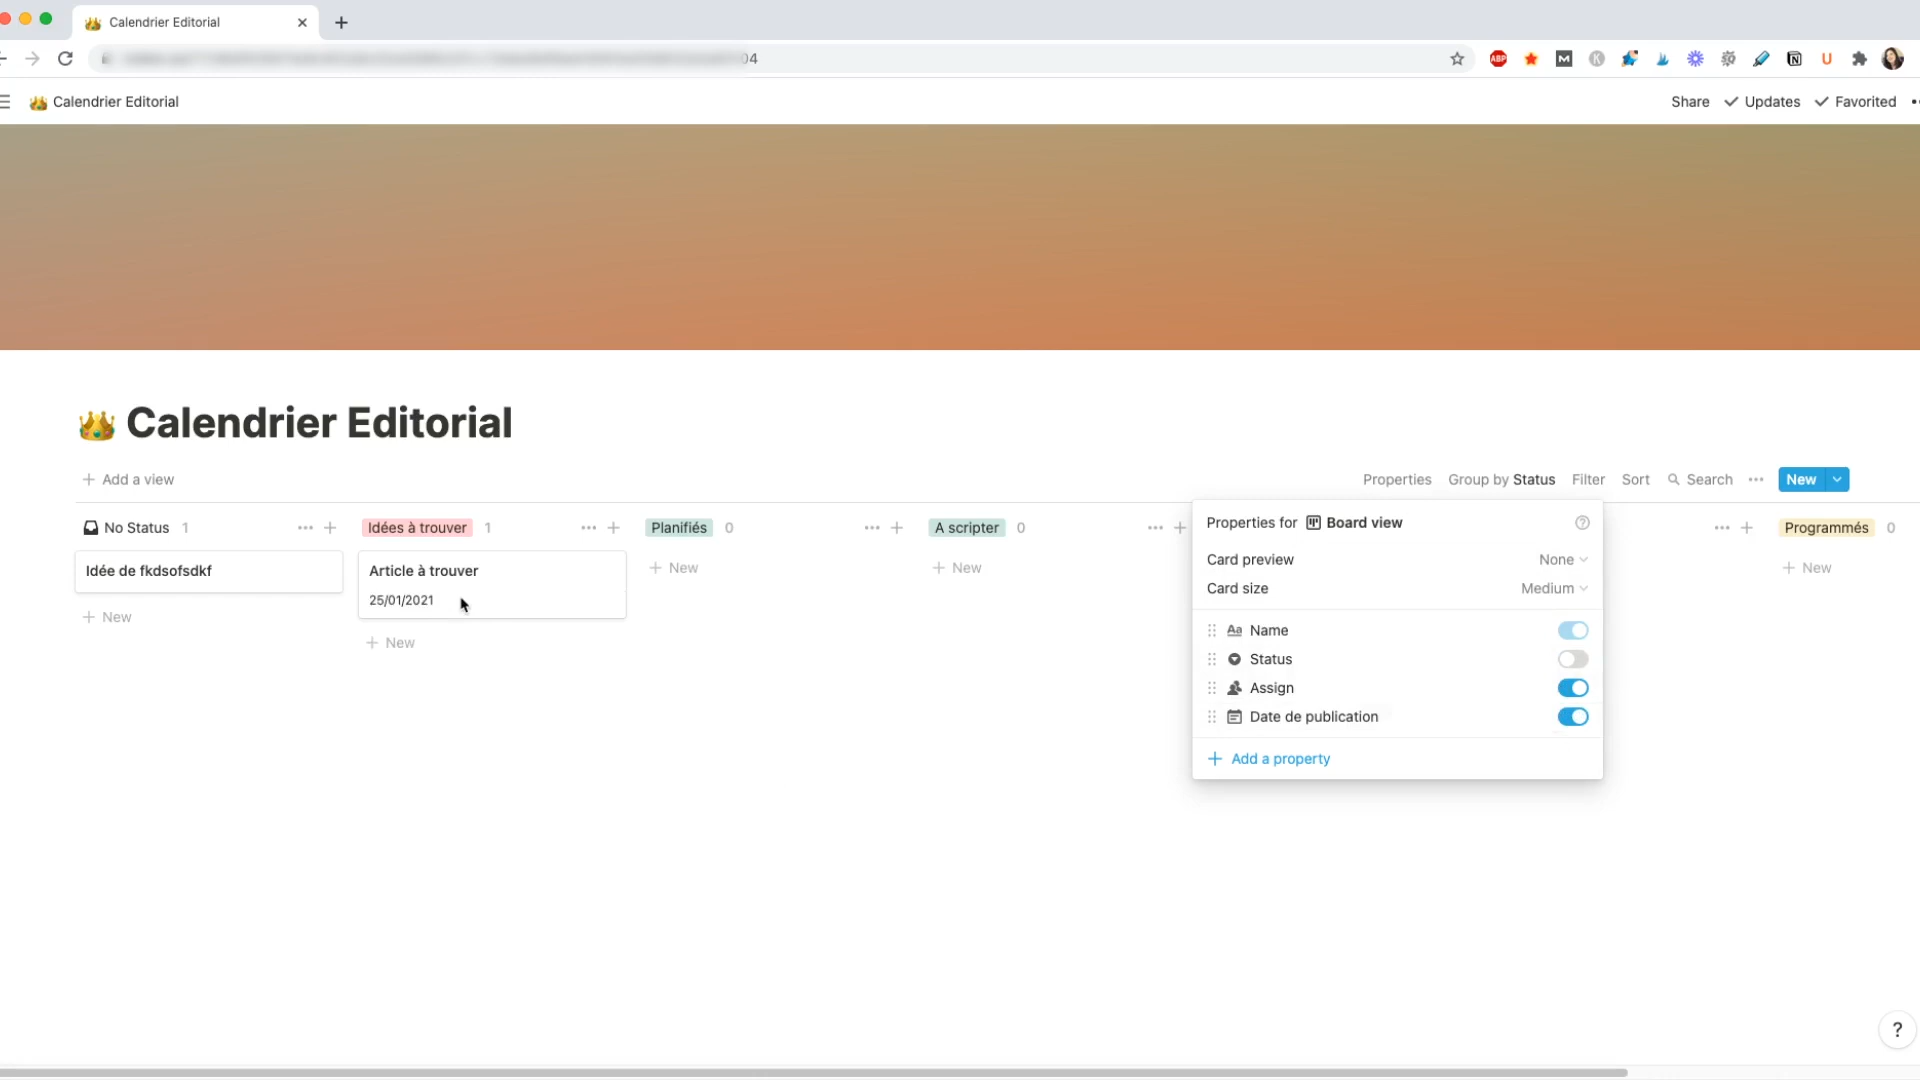 Calendrier Editorial
04
ABP
Calendrier Editorial
Share
Updates
Favorited
Calendrier Editorial
Add a view
Properties
Group by Status
Filter
Sort
Search
New
No Status 1
Idées à trouver 1
Planifiés 0
A scripter 0
Programmés 0
Idée de fkdsofsdkf
New
Article à trouver
25/01/2021
New
New
New
New
Properties for Board view
Card preview None
Card size Medium
Aa Name
Status
Assign
Date de publication
Add a property
?